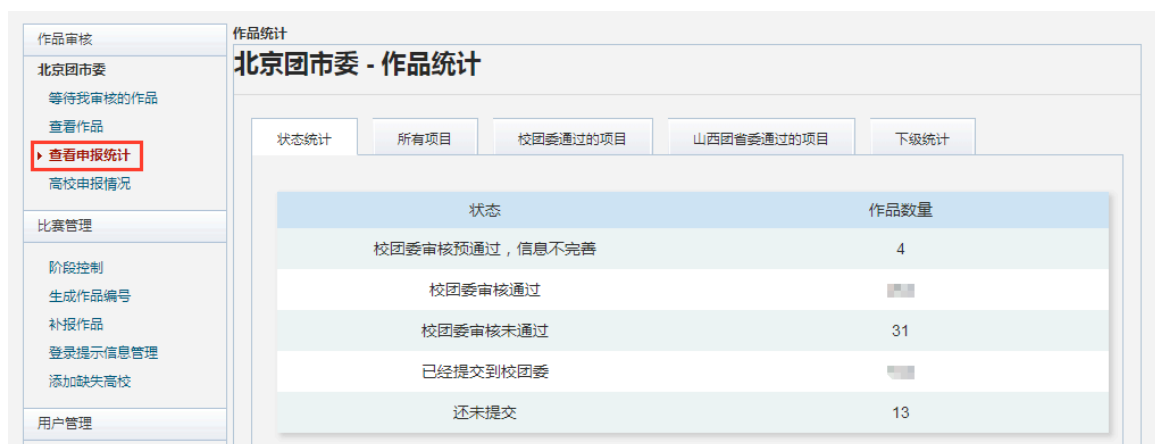 作品审核
北京团市委
等待我审核的作品
查看作品
查看申报统计
高校申报情况
比赛管理
阶段控制
生成作品编号
补报作品
登录提示信息管理
添加缺失高校
用户管理
作品统计
北京团市委 - 作品统计
状态统计 所有项目 校团委通过的项目 山西团省委通过的项目 下级统计
状态 作品数量
校团委审核预通过，信息不完善 4
校团委审核通过
校团委审核未通过 31
已经提交到校团委
还未提交 13